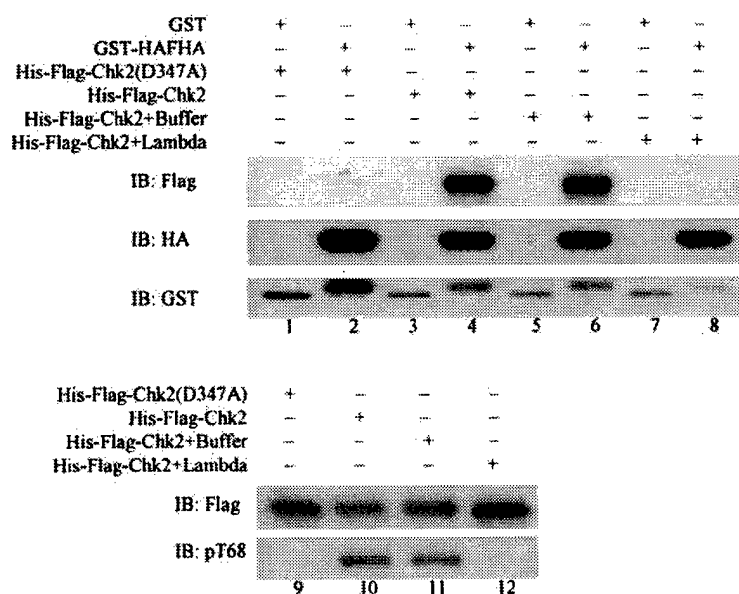 GST + – + – + – + –
GST-HAFHA – + – + – + – +
His-Flag-Chk2(D347A) + + – – – – – –
His-Flag-Chk2 – – + + – – – –
His-Flag-Chk2+Buffer – – – – + + – –
His-Flag-Chk2+Lambda – – – – – – + +
IB: Flag
IB: HA
IB: GST
1 2 3 4 5 6 7 8
His-Flag-Chk2(D347A) + – – –
His-Flag-Chk2 – + – –
His-Flag-Chk2+Buffer – – + –
His-Flag-Chk2+Lambda – – – +
IB: Flag
IB: pT68
9 10 11 12